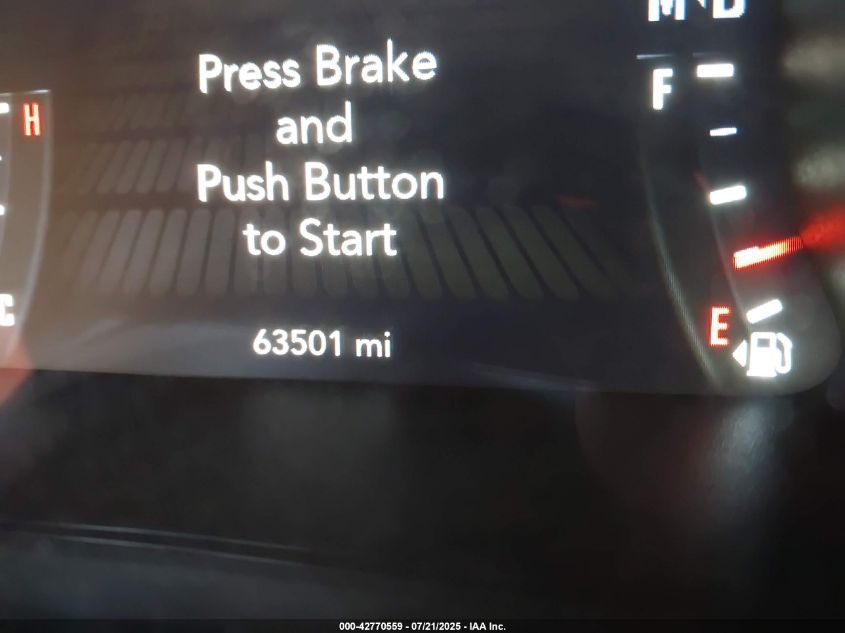 Press Brake
and
Push Button
to Start
63501 mi
H
C
F
E
000-42770559 - 07/21/2025 - IAA Inc.